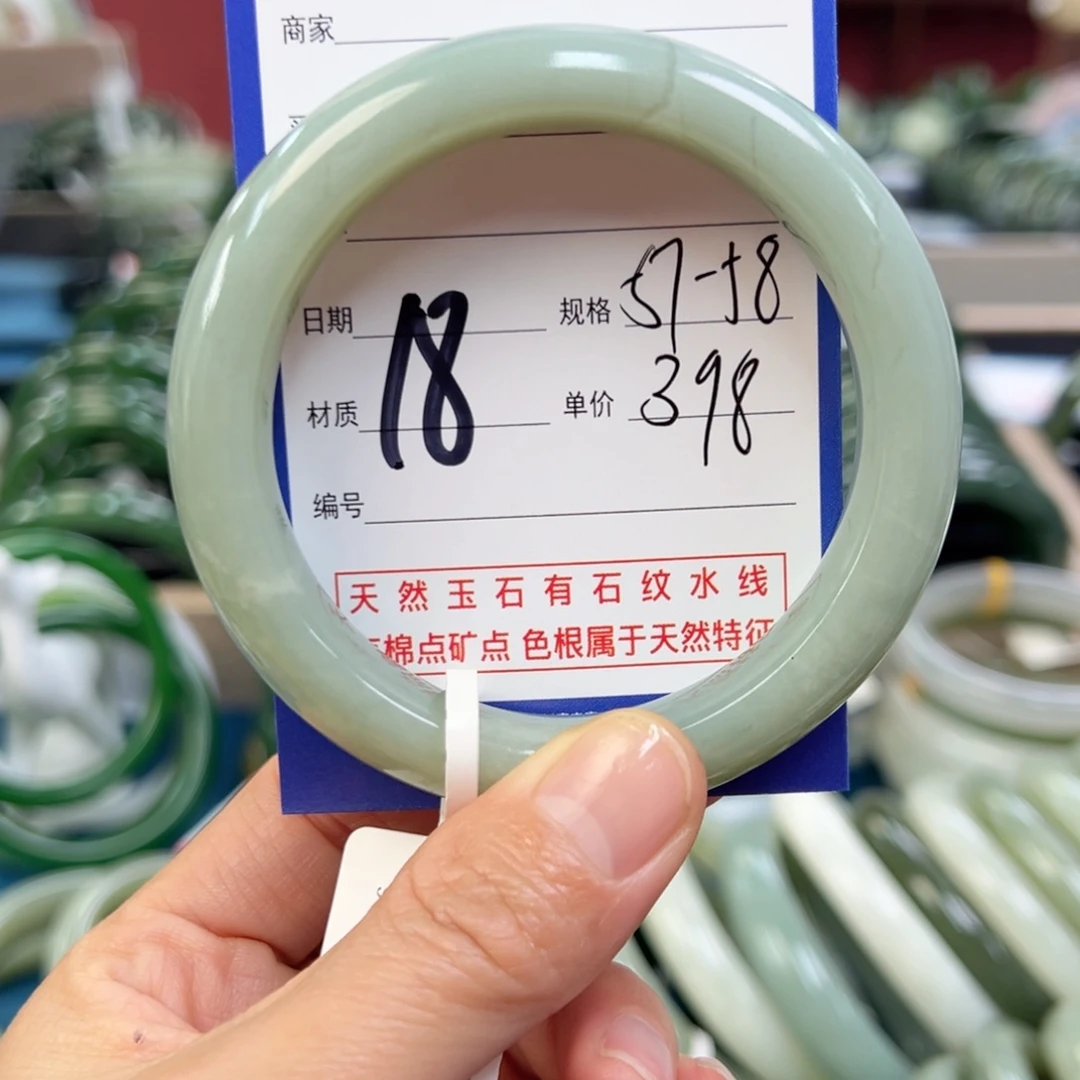 商家
日期 规格 57-58
18
材质 单价 398
编号
天然玉石有石纹水线
棉点矿点 色根属于天然特征